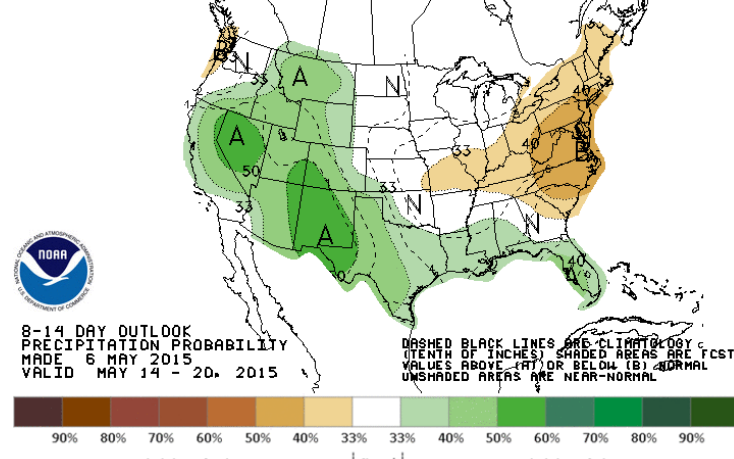 B
33
N
33
A
N
A
50
33
A
33
N
N
33
40
40
B
40
NATIONAL OCEANIC AND ATMOSPHERIC ADMINISTRATION
NOAA
U.S. DEPARTMENT OF COMMERCE
8-14 DAY OUTLOOK
PRECIPITATION PROBABILITY
MADE 6 MAY 2015
VALID MAY 14 - 20, 2015
DASHED BLACK LINES ARE CLIMATOLOGY
(TENTH OF INCHES) SHADED AREAS ARE FCST
VALUES ABOVE (A) OR BELOW (B) NORMAL
UNSHADED AREAS ARE NEAR-NORMAL
90% 80% 70% 60% 50% 40% 33% 33% 40% 50% 60% 70% 80% 90%